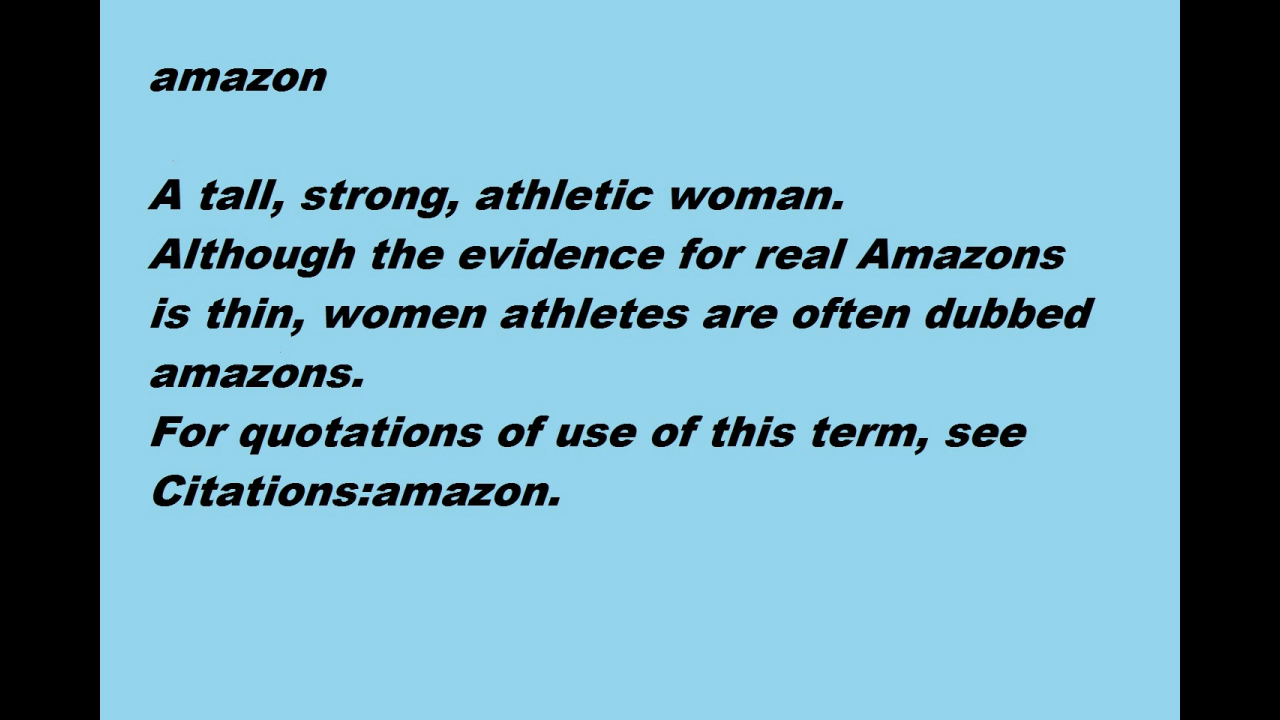 amazon
A tall, strong, athletic woman.
Although the evidence for real Amazons
is thin, women athletes are often dubbed
amazons.
For quotations of use of this term, see
Citations:amazon.